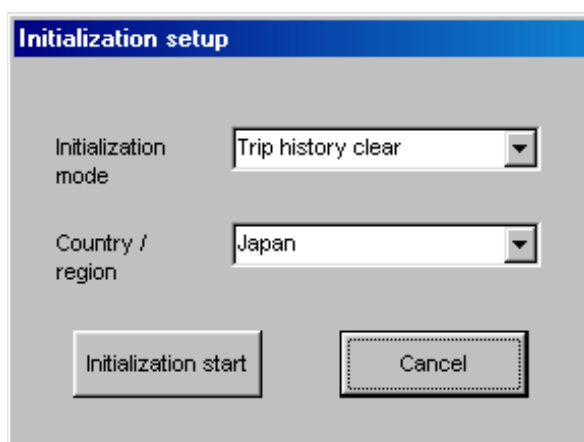 Initialization setup
Initialization
mode
Trip history clear
Country /
region
Japan
Initialization start
Cancel